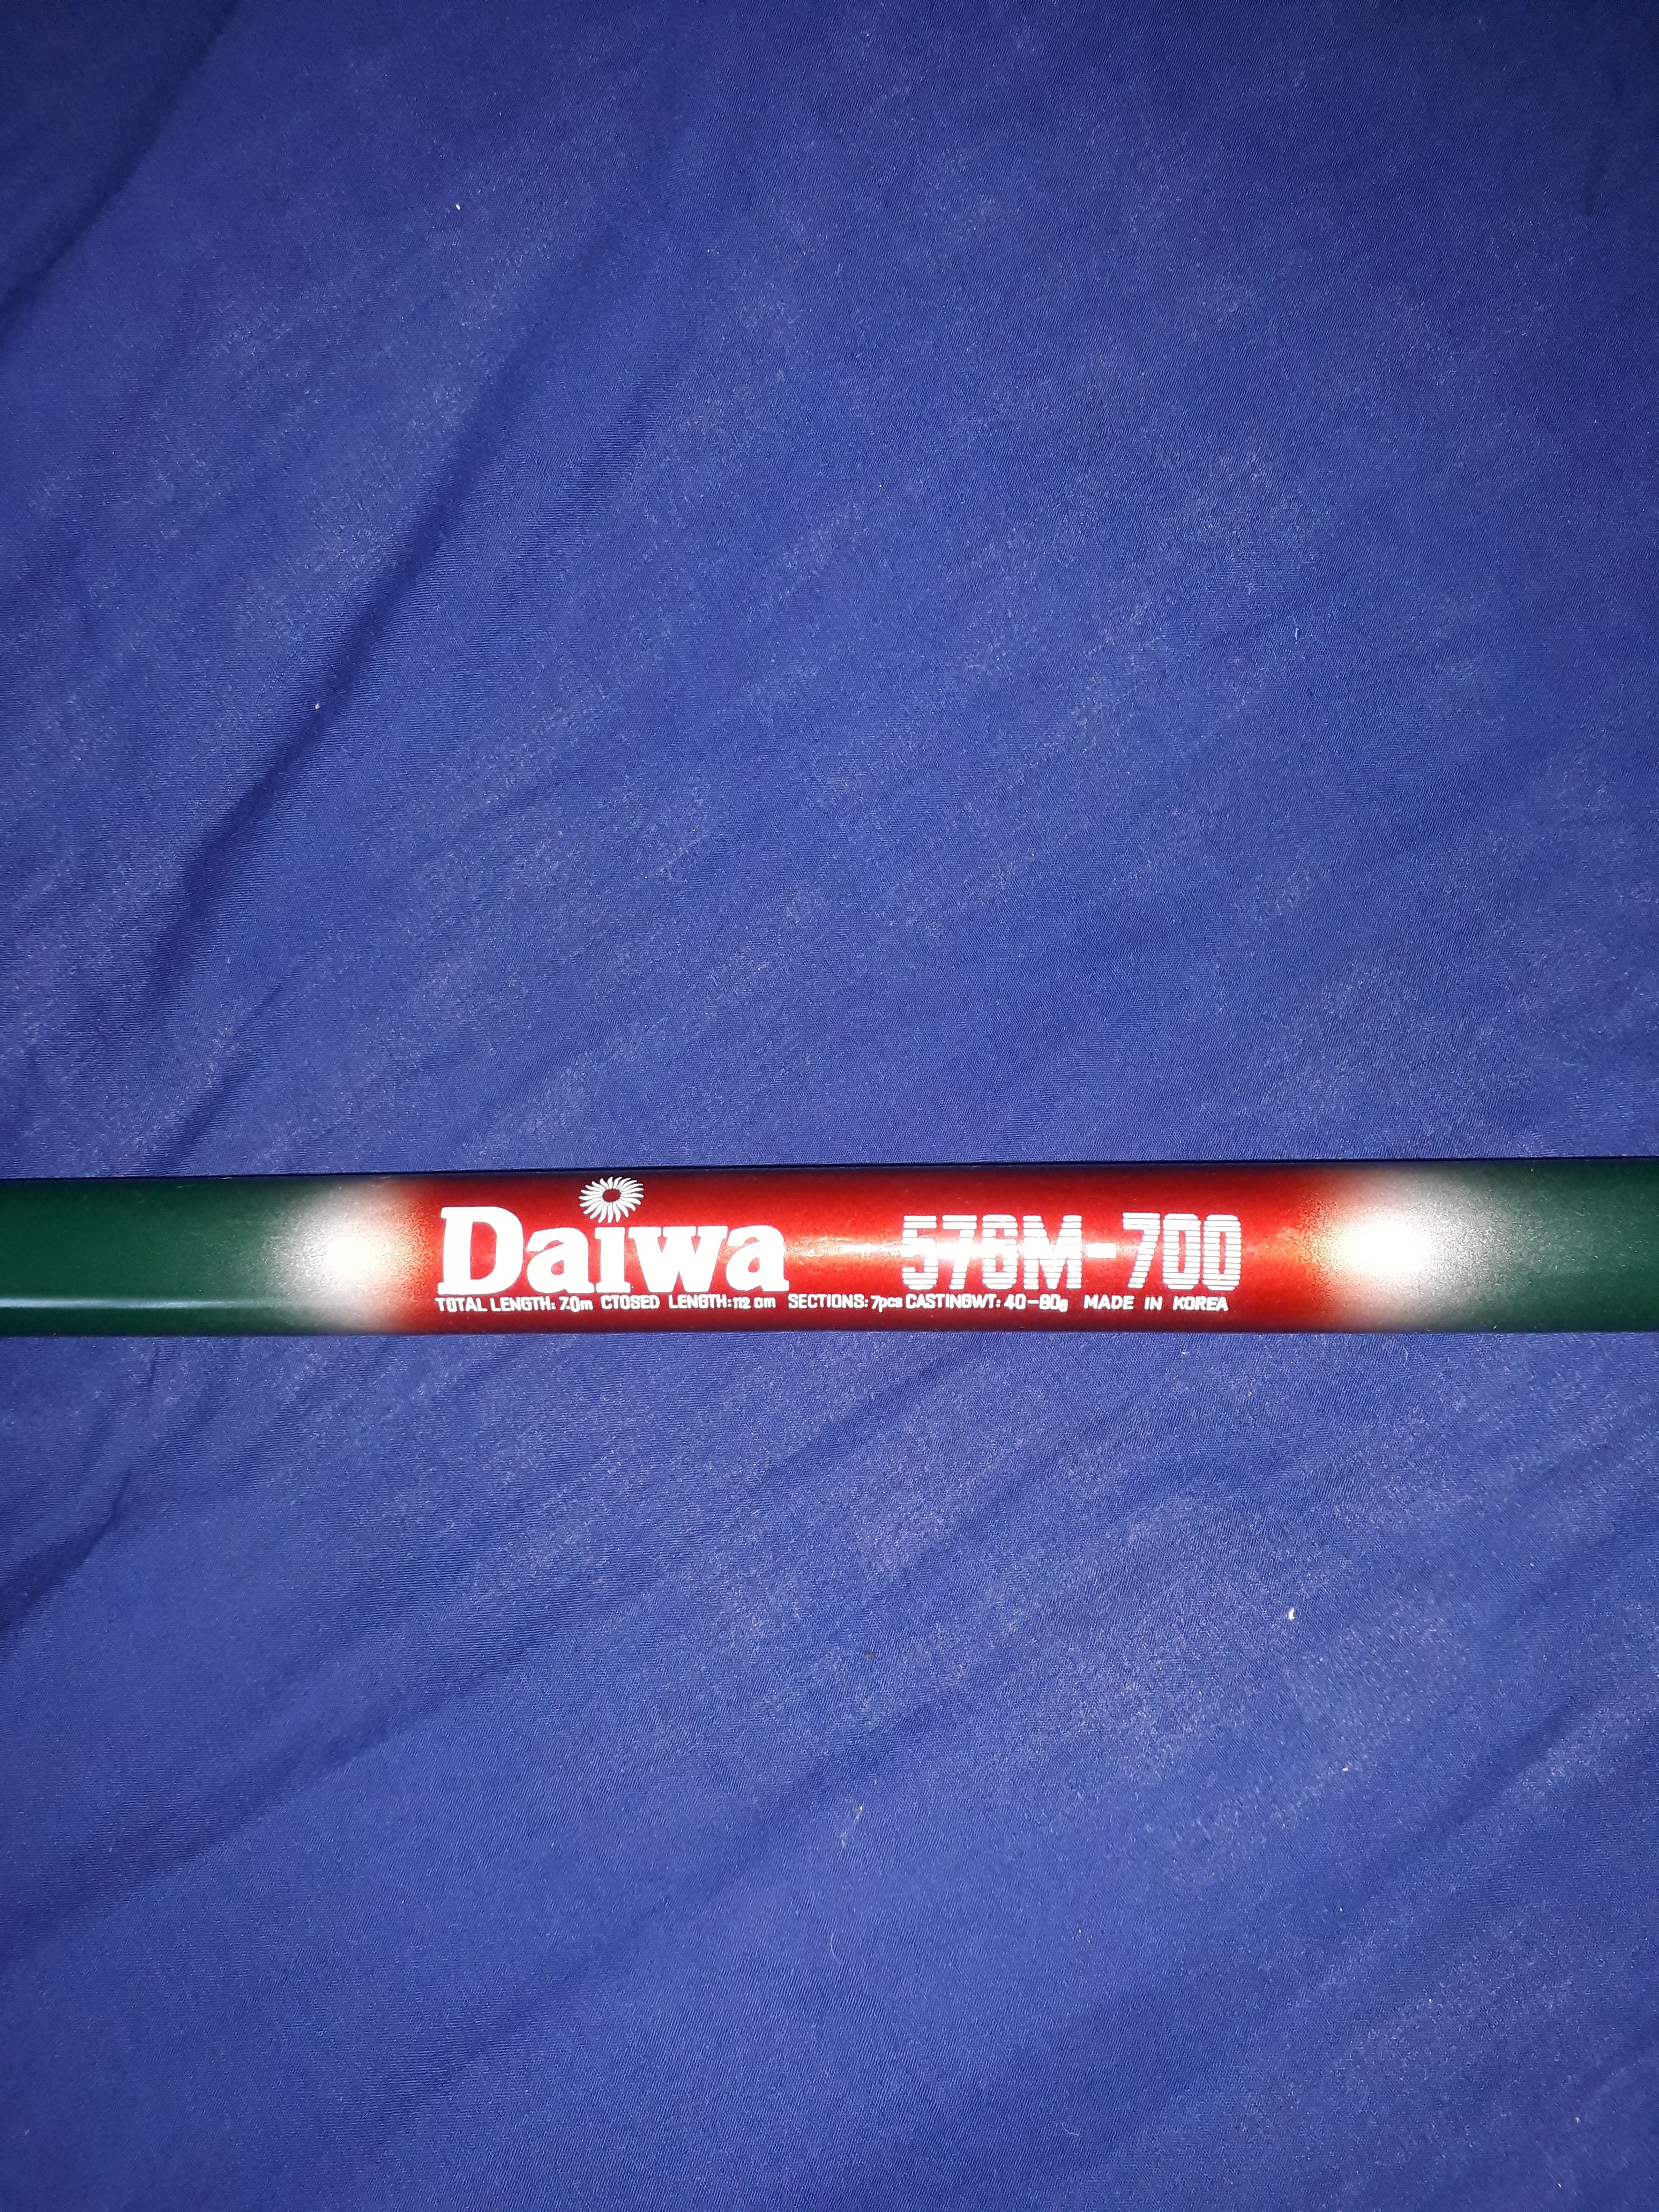 Daiwa 576M-700
TOTAL LENGTH: 7.0m CTOSED LENGTH: 112 cm SECTIONS: 7pcs CASTINGWT: 40-80g MADE IN KOREA